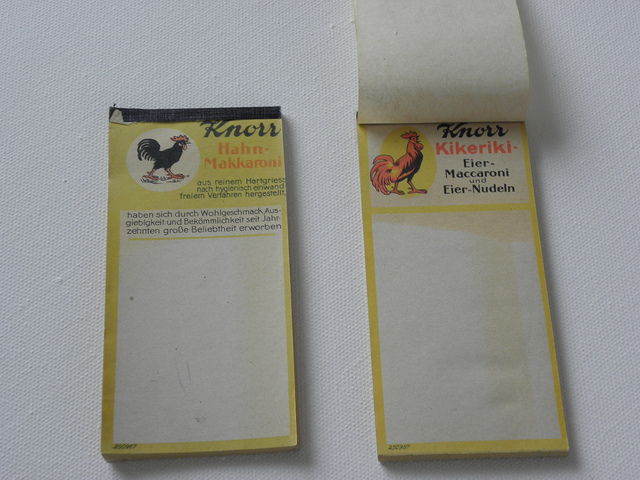 Knorr
Hahn-
Makkaroni
aus reinem Hartgries
nach hygienisch einwand
freiem Verfahren hergestellt,
haben sich durch Wohlgeschmack, Aus-
giebigkeit und Bekömmlichkeit seit Jahr-
zehnten große Beliebtheit erworben
Knorr
Kikeriki-
Eier-
Maccaroni
und
Eier-Nudeln